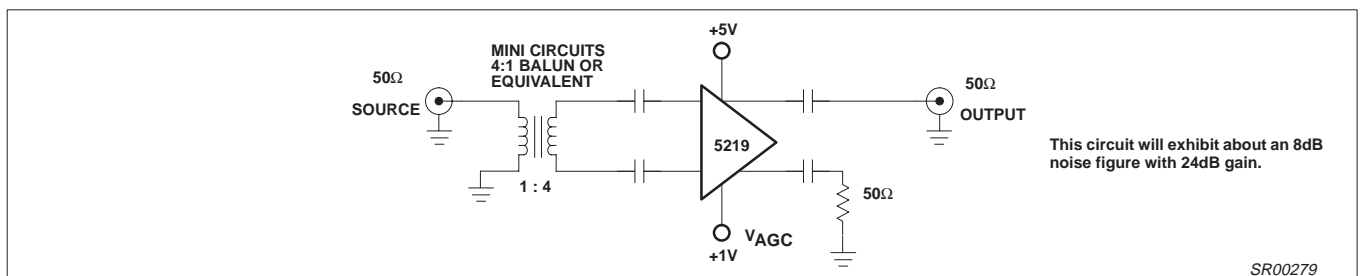 +5V
MINI CIRCUITS
4:1 BALUN OR
EQUIVALENT
50Ω
SOURCE
50Ω
OUTPUT
5219
This circuit will exhibit about an 8dB
noise figure with 24dB gain.
1 : 4
50Ω
VAGC
+1V
SR00279